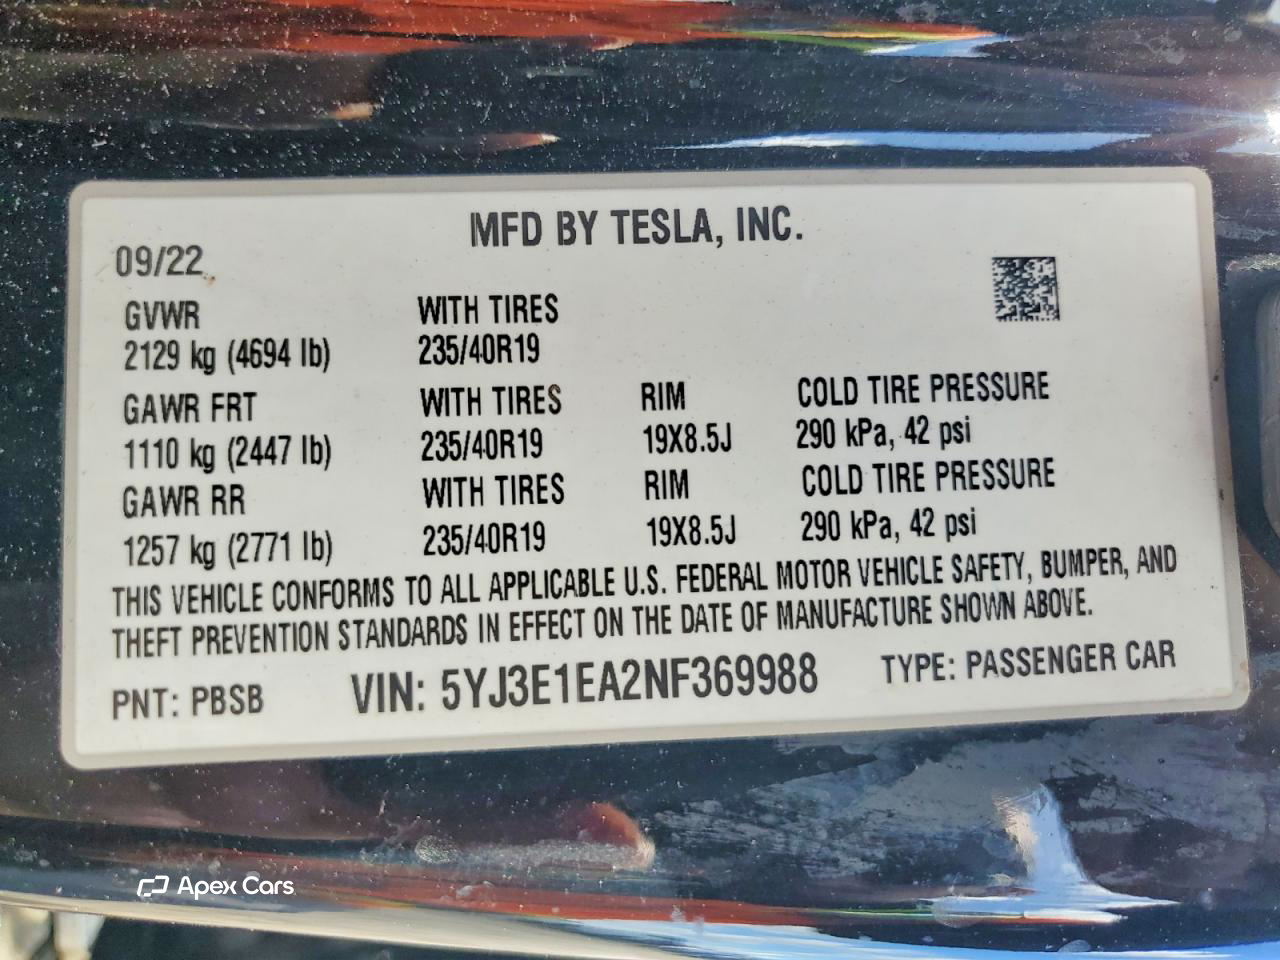 MFD BY TESLA, INC.
09/22
GVWR WITH TIRES
2129 kg (4694 lb) 235/40R19
GAWR FRT WITH TIRES RIM COLD TIRE PRESSURE
1110 kg (2447 lb) 235/40R19 19X8.5J 290 kPa, 42 psi
GAWR RR WITH TIRES RIM COLD TIRE PRESSURE
1257 kg (2771 lb) 235/40R19 19X8.5J 290 kPa, 42 psi
THIS VEHICLE CONFORMS TO ALL APPLICABLE U.S. FEDERAL MOTOR VEHICLE SAFETY, BUMPER, AND
THEFT PREVENTION STANDARDS IN EFFECT ON THE DATE OF MANUFACTURE SHOWN ABOVE.
PNT: PBSB VIN: 5YJ3E1EA2NF369988 TYPE: PASSENGER CAR
Apex Cars